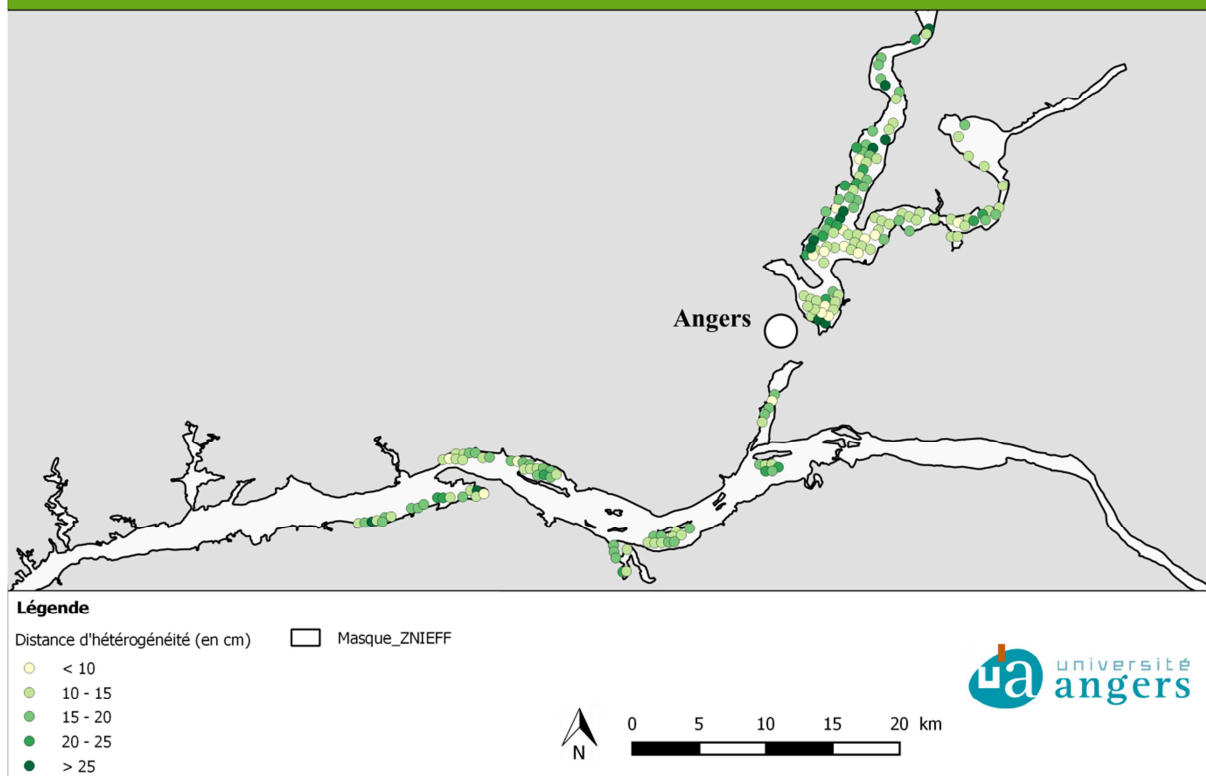 Angers
Légende
Distance d'hétérogénéité (en cm)
Masque_ZNIEFF
< 10
10 - 15
15 - 20
20 - 25
> 25
N
0 5 10 15 20 km
ua
université
angers